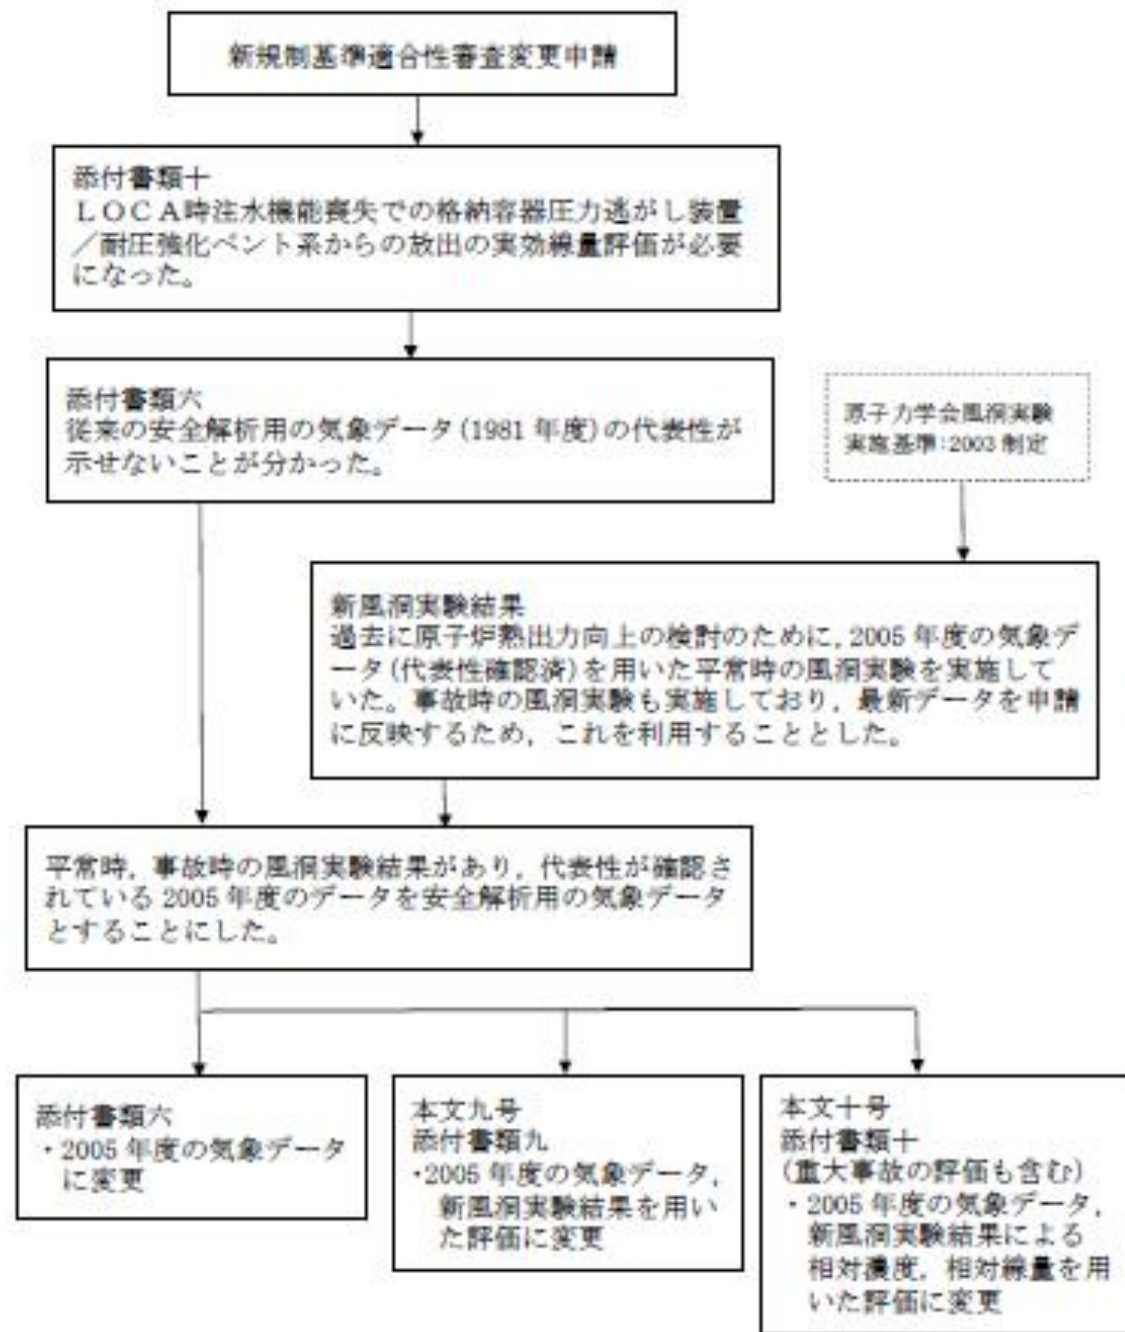 新規制基準適合性審査変更申請
添付書類十
LOCA時注水機能喪失での格納容器圧力逃がし装置
／耐圧強化ベント系からの放出の実効線量評価が必要
になった。
添付書類六
従来の安全解析用の気象データ(1981 年度)の代表性が
示せないことが分かった。
原子力学会風洞実験
実施基準:2003 制定
新風洞実験結果
過去に原子炉熱出力向上の検討のために，2005 年度の気象デ
ータ(代表性確認済)を用いた平常時の風洞実験を実施して
いた。事故時の風洞実験も実施しており，最新データを申請
に反映するため，これを利用することとした。
平常時，事故時の風洞実験結果があり，代表性が確認さ
れている 2005 年度のデータを安全解析用の気象データ
とすることにした。
添付書類六
・2005 年度の気象データ
に変更
本文九号
添付書類九
・2005 年度の気象データ，
新風洞実験結果を用い
た評価に変更
本文十号
添付書類十
(重大事故の評価も含む)
・2005 年度の気象データ，
新風洞実験結果による
相対濃度，相対線量を用
いた評価に変更